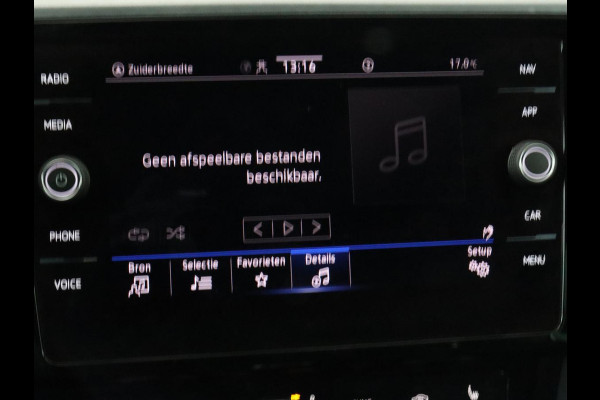 RADIO
MEDIA
PHONE
VOICE
Zuiderbreedte
13:16
17.0°C
Geen afspeelbare bestanden
beschikbaar.
Bron
Selectie
Favorieten
Details
Setup
NAV
APP
CAR
MENU